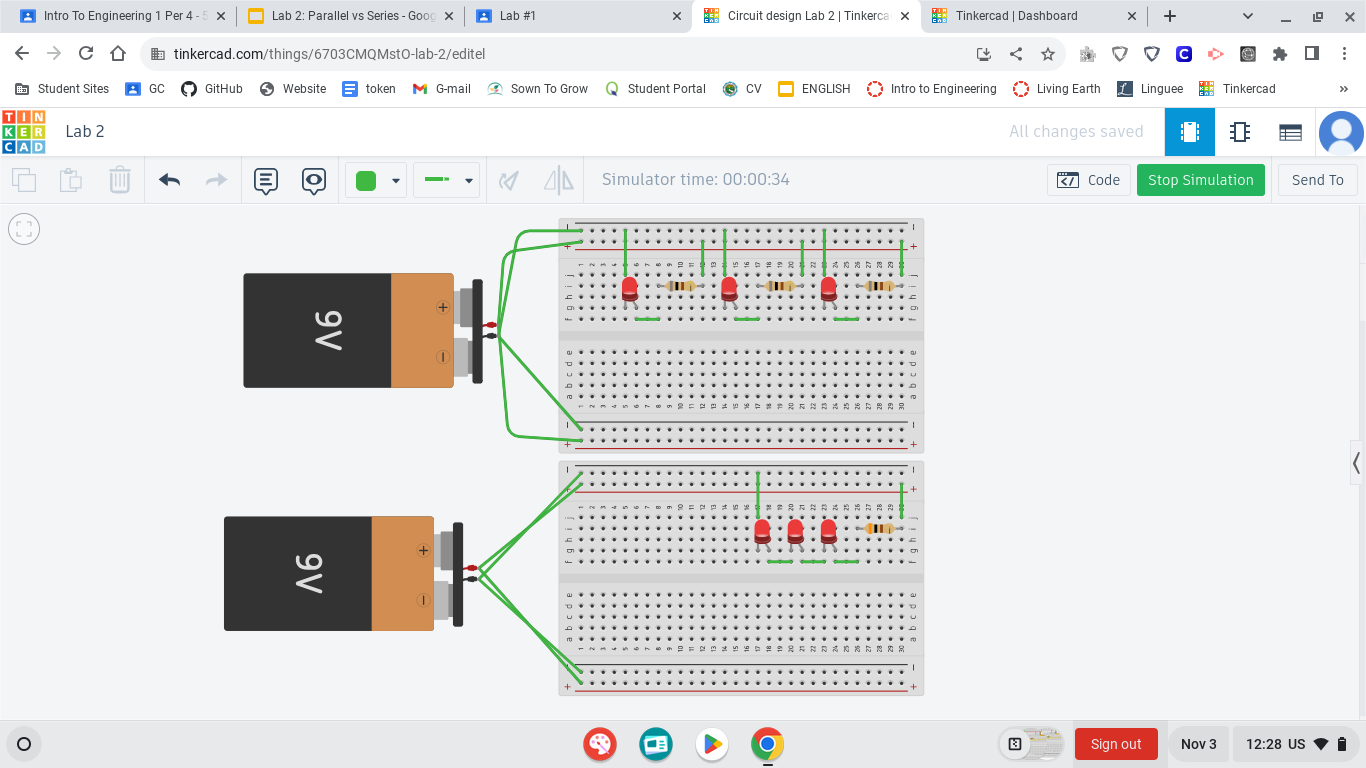 Intro To Engineering 1 Per 4 - 5
Lab 2: Parallel vs Series - Goog
Lab #1
Circuit design Lab 2 | Tinkerca
Tinkercad | Dashboard
tinkercad.com/things/6703CMQMstO-lab-2/editel
Student Sites
GC
GitHub
Website
token
G-mail
Sown To Grow
Student Portal
CV
ENGLISH
Intro to Engineering
Living Earth
Linguee
Tinkercad
TIN
KER
CAD
Lab 2
All changes saved
Simulator time: 00:00:34
Code
Stop Simulation
Send To
9V
+
−
9V
+
−
Sign out
Nov 3
12:28 US